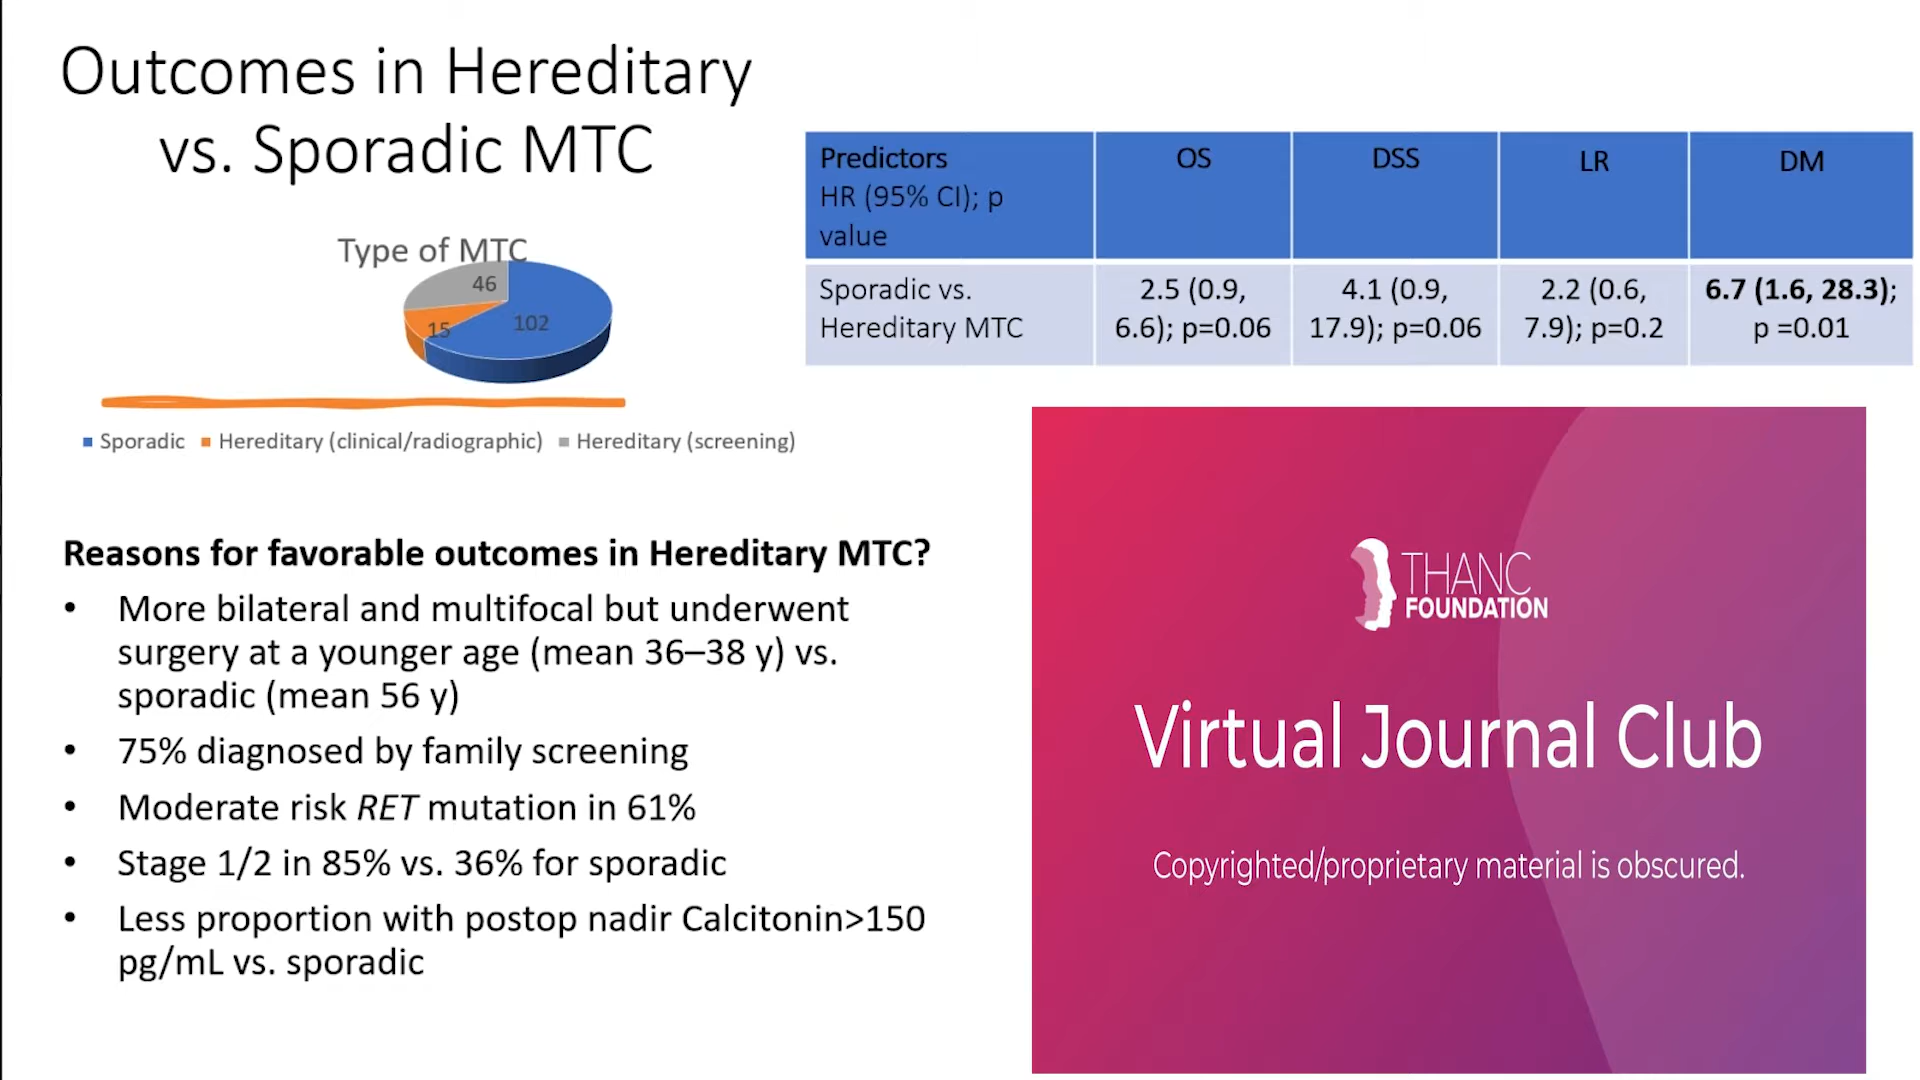 Outcomes in Hereditary
vs. Sporadic MTC
Type of MTC
46
15
102
Sporadic Hereditary (clinical/radiographic) Hereditary (screening)
Predictors
HR (95% CI); p
value
OS
DSS
LR
DM
Sporadic vs.
Hereditary MTC
2.5 (0.9,
6.6); p=0.06
4.1 (0.9,
17.9); p=0.06
2.2 (0.6,
7.9); p=0.2
6.7 (1.6, 28.3);
p =0.01
Reasons for favorable outcomes in Hereditary MTC?
• More bilateral and multifocal but underwent
surgery at a younger age (mean 36–38 y) vs.
sporadic (mean 56 y)
• 75% diagnosed by family screening
• Moderate risk RET mutation in 61%
• Stage 1/2 in 85% vs. 36% for sporadic
• Less proportion with postop nadir Calcitonin>150
pg/mL vs. sporadic
THANC
FOUNDATION
Virtual Journal Club
Copyrighted/proprietary material is obscured.